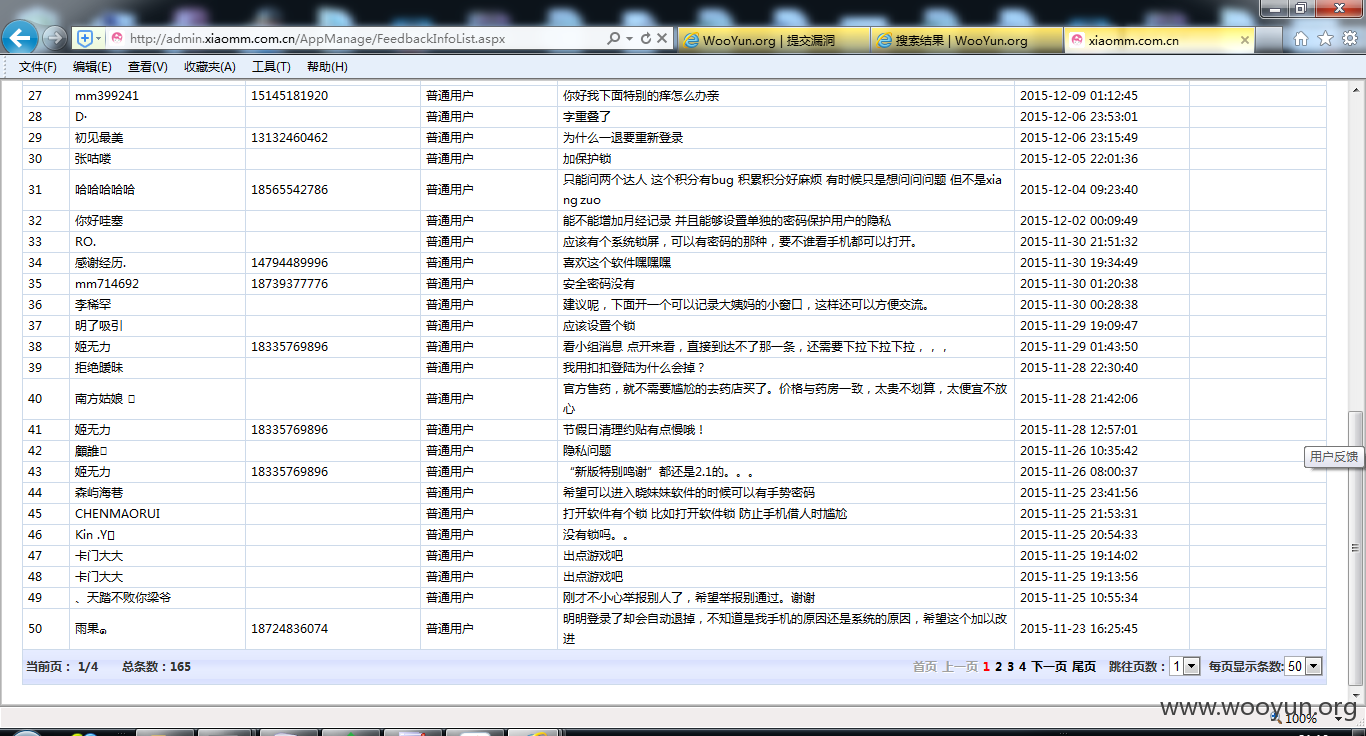 http://admin.xiaomm.com.cn/AppManage/FeedbackInfoList.aspx
WooYun.org | 提交漏洞
搜索结果 | WooYun.org
xiaomm.com.cn
文件(F) 编辑(E) 查看(V) 收藏夹(A) 工具(T) 帮助(H)
27 mm399241 15145181920 普通用户 你好我下面特别的痒怎么办亲 2015-12-09 01:12:45
28 D· 普通用户 字重叠了 2015-12-06 23:53:01
29 初见最美 13132460462 普通用户 为什么一退要重新登录 2015-12-06 23:15:49
30 张咕喽 普通用户 加保护锁 2015-12-05 22:01:36
31 哈哈哈哈哈 18565542786 普通用户 只能问两个达人 这个积分有bug 积累积分好麻烦 有时候只是想问问问题 但不是xia
ng zuo 2015-12-04 09:23:40
32 你好哇塞 普通用户 能不能增加月经记录 并且能够设置单独的密码保护用户的隐私 2015-12-02 00:09:49
33 RO. 普通用户 应该有个系统锁屏，可以有密码的那种，要不谁看手机都可以打开。 2015-11-30 21:51:32
34 感谢经历. 14794489996 普通用户 喜欢这个软件嘿嘿嘿 2015-11-30 19:34:49
35 mm714692 18739377776 普通用户 安全密码没有 2015-11-30 01:20:38
36 李稀罕 普通用户 建议呢，下面开一个可以记录大姨妈的小窗口，这样还可以方便交流。 2015-11-30 00:28:38
37 明了吸引 普通用户 应该设置个锁 2015-11-29 19:09:47
38 姬无力 18335769896 普通用户 看小组消息 点开来看，直接到达不了那一条，还需要下拉下拉下拉，，， 2015-11-29 01:43:50
39 拒绝暧昧 普通用户 我用扣扣登陆为什么会掉？ 2015-11-28 22:30:40
40 南方姑娘 普通用户 官方售药，就不需要尴尬的去药店买了。价格与药房一致，太贵不划算，太便宜不放
心 2015-11-28 21:42:06
41 姬无力 18335769896 普通用户 节假日清理约贴有点慢哦！ 2015-11-28 12:57:01
42 顧誰 普通用户 隐私问题 2015-11-26 10:35:42
43 姬无力 18335769896 普通用户 “新版特别鸣谢”都还是2.1的。。。 2015-11-26 08:00:37
44 森屿海巷 普通用户 希望可以进入晓妹妹软件的时候可以有手势密码 2015-11-25 23:41:56
45 CHENMAORUI 普通用户 打开软件有个锁 比如打开软件锁 防止手机借人时尴尬 2015-11-25 21:53:31
46 Kin .Y 普通用户 没有锁吗。。 2015-11-25 20:54:33
47 卡门大大 普通用户 出点游戏吧 2015-11-25 19:14:02
48 卡门大大 普通用户 出点游戏吧 2015-11-25 19:13:56
49 、天踏不败你梁爷 普通用户 刚才不小心举报别人了，希望举报别通过。谢谢 2015-11-25 10:55:34
50 雨果 18724836074 普通用户 明明登录了却会自动退掉，不知道是我手机的原因还是系统的原因，希望这个加以改
进 2015-11-23 16:25:45
用户反馈
当前页： 1/4 总条数：165 首页 上一页 1 2 3 4 下一页 尾页 跳往页数：1 每页显示条数:50
www.wooyun.org
100%